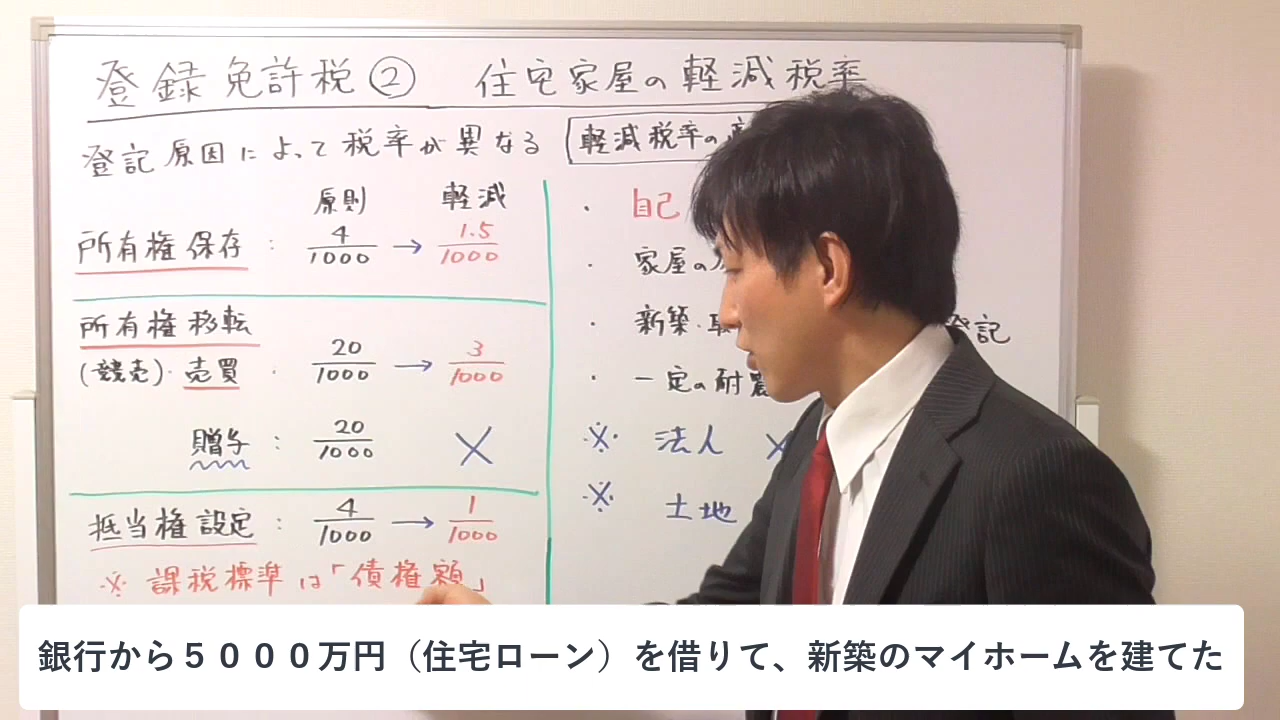 登録免許税② 住宅家屋の軽減税率
登記原因によって税率が異なる
原則 軽減
所有権保存 : 4/1000 → 1.5/1000
所有権移転
(競売)・売買 : 20/1000 → 3/1000
贈与 : 20/1000 ×
抵当権設定 : 4/1000 → 1/1000
※ 課税標準は「債権額」
軽減税率の
・ 自己
・ 家屋の
・ 新築・取 登記
・ 一定の耐震
※ 法人 ×
※ 土地
銀行から5000万円（住宅ローン）を借りて、新築のマイホームを建てた